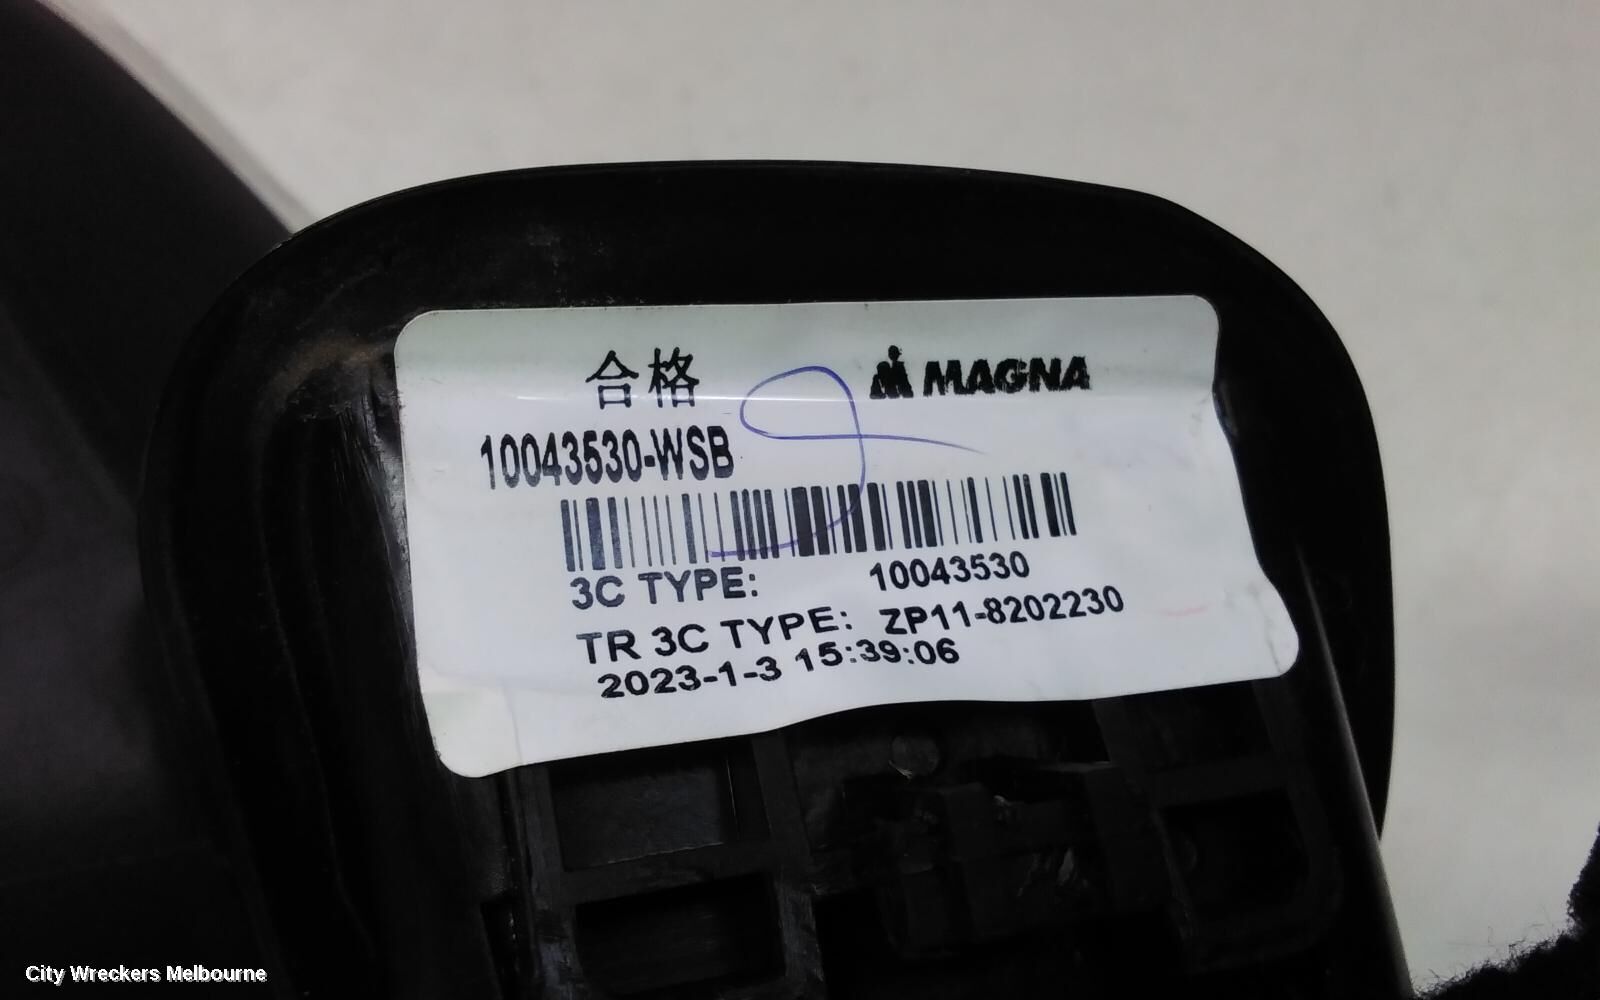 合格 MAGNA
10043530-WSB
3C TYPE: 10043530
TR 3C TYPE: ZP11-8202230
2023-1-3 15:39:06
City Wreckers Melbourne